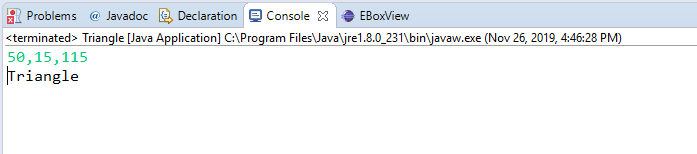 Problems @ Javadoc Declaration Console EBoxView
<terminated> Triangle [Java Application] C:\Program Files\Java\jre1.8.0_231\bin\javaw.exe (Nov 26, 2019, 4:46:28 PM)
50,15,115
Triangle